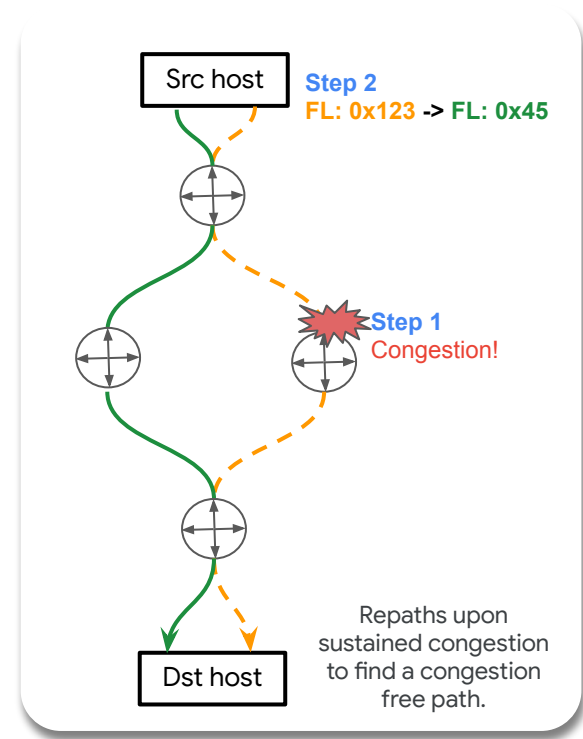 Src host
Step 2
FL: 0x123 -> FL: 0x45
Step 1
Congestion!
Repaths upon
sustained congestion
to find a congestion
free path.
Dst host